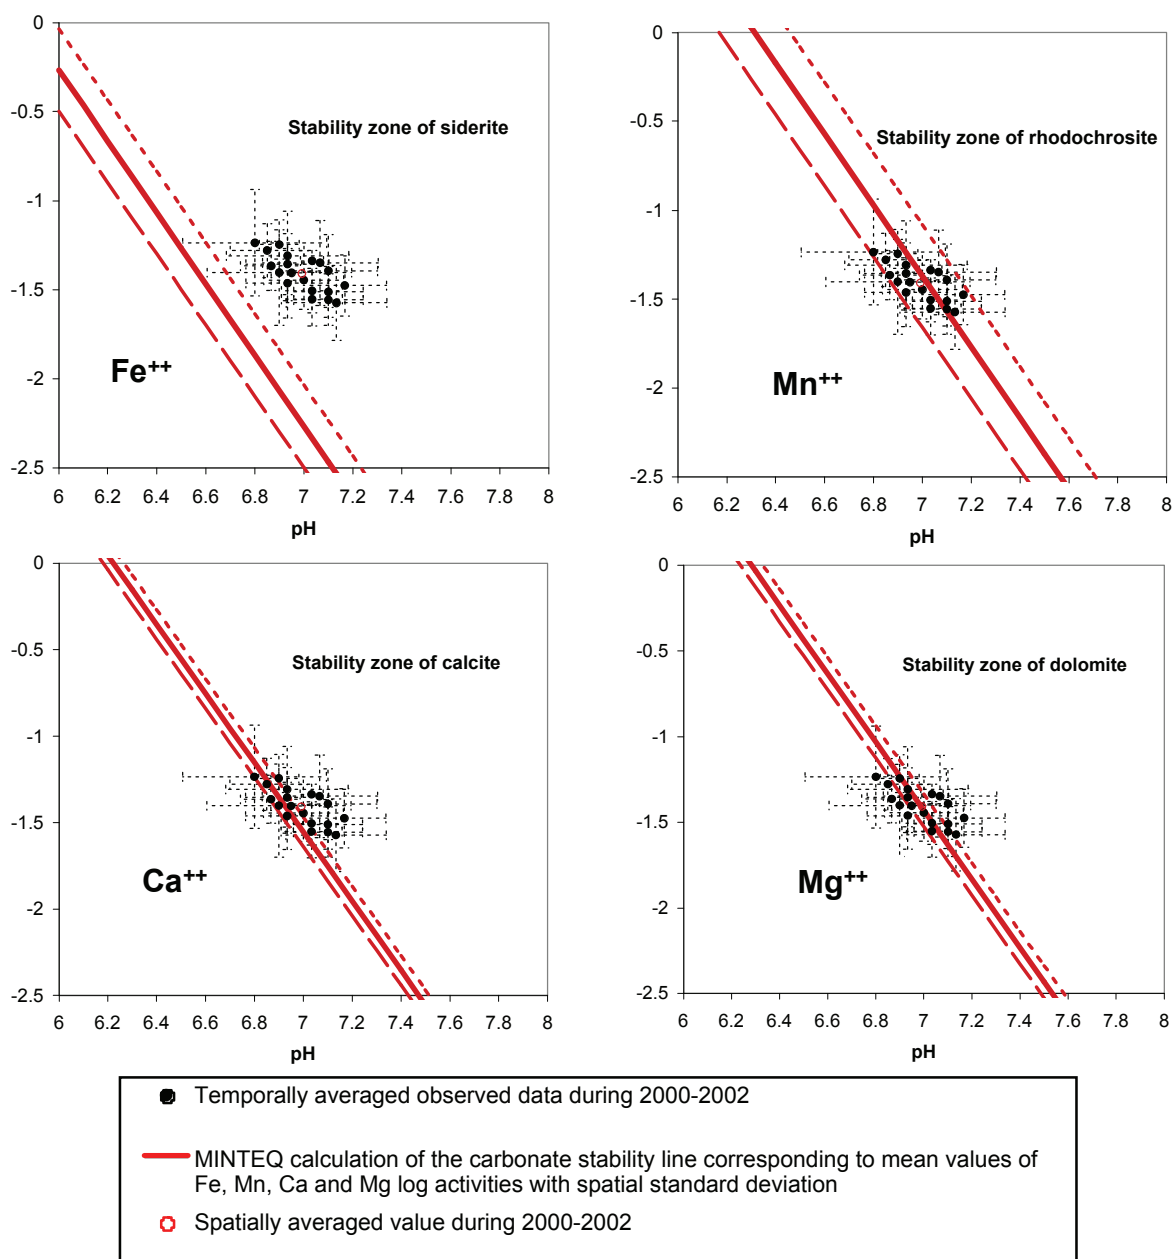 0
-0.5
-1
-1.5
-2
-2.5
6 6.2 6.4 6.6 6.8 7 7.2 7.4 7.6 7.8 8
pH
Stability zone of siderite
Fe++
0
-0.5
-1
-1.5
-2
-2.5
6 6.2 6.4 6.6 6.8 7 7.2 7.4 7.6 7.8 8
pH
Stability zone of rhodochrosite
Mn++
0
-0.5
-1
-1.5
-2
-2.5
6 6.2 6.4 6.6 6.8 7 7.2 7.4 7.6 7.8 8
pH
Stability zone of calcite
Ca++
0
-0.5
-1
-1.5
-2
-2.5
6 6.2 6.4 6.6 6.8 7 7.2 7.4 7.6 7.8 8
pH
Stability zone of dolomite
Mg++
Temporally averaged observed data during 2000-2002
MINTEQ calculation of the carbonate stability line corresponding to mean values of
Fe, Mn, Ca and Mg log activities with spatial standard deviation
Spatially averaged value during 2000-2002